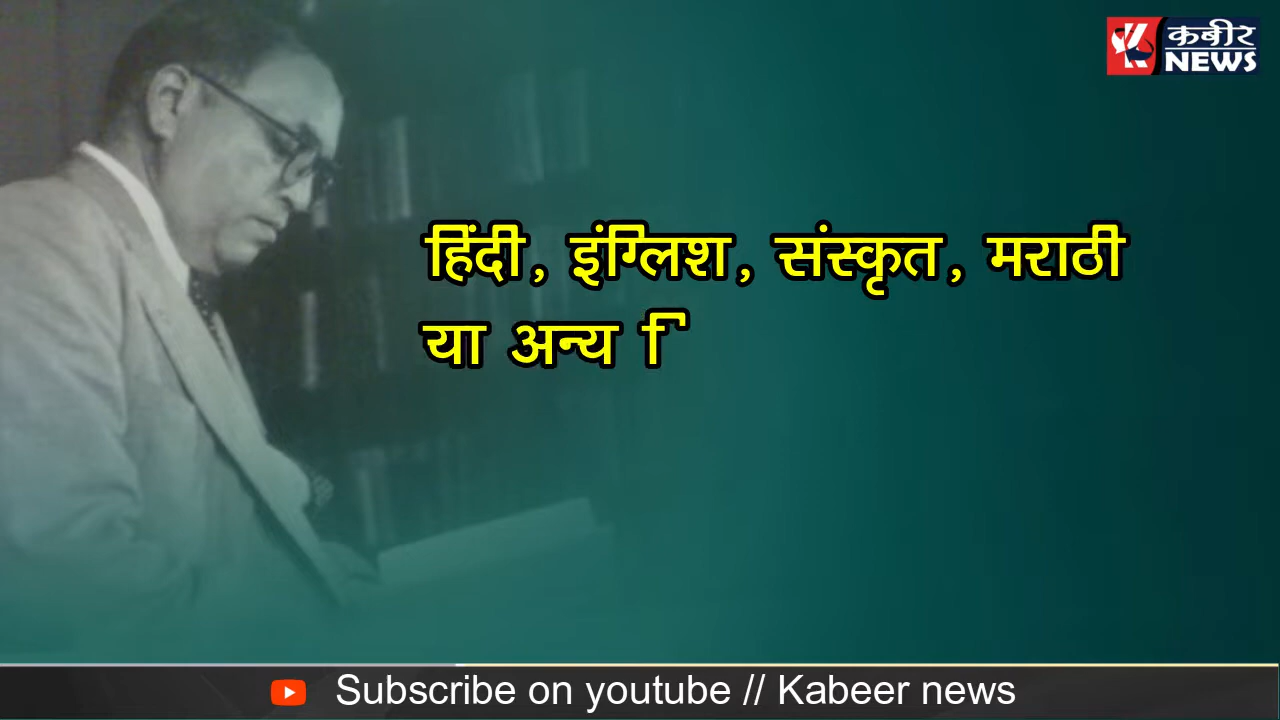 कबीर
NEWS
हिंदी, इंग्लिश, संस्कृत, मराठी
या अन्य ि
Subscribe on youtube // Kabeer news